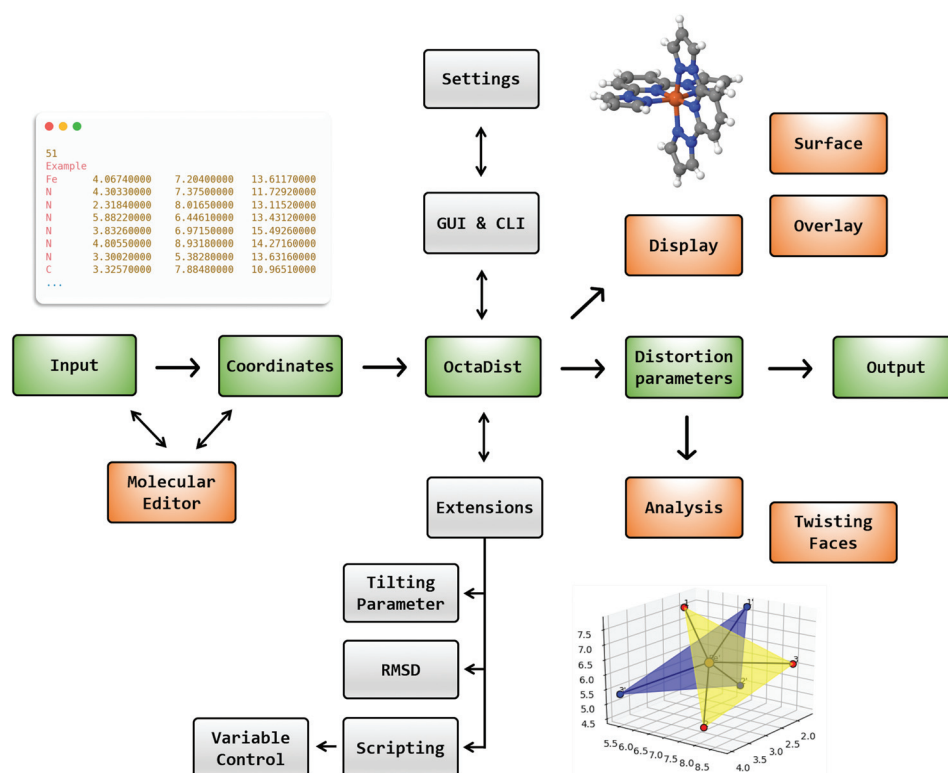 Settings
51
Example
Fe 4.06740000 7.20400000 13.61170000
N 4.30330000 7.37500000 11.72920000
N 2.31840000 8.01650000 13.11520000
N 5.88220000 6.44610000 13.43120000
N 3.83260000 6.97150000 15.49260000
N 4.80550000 8.93180000 14.27160000
N 3.30020000 5.38280000 13.63160000
C 3.32570000 7.88480000 10.96510000
...
GUI & CLI
Surface
Overlay
Display
Input
Coordinates
OctaDist
Distortion
parameters
Output
Molecular
Editor
Extensions
Analysis
Twisting
Faces
Tilting
Parameter
RMSD
Variable
Control
Scripting
1
1'
3
2'
7.5
7.0
6.5
6.0
5.5
5.0
4.5
5.5 6.0 6.5 7.0 7.5 8.0 8.5
4.0 3.5 3.0 2.5 2.0